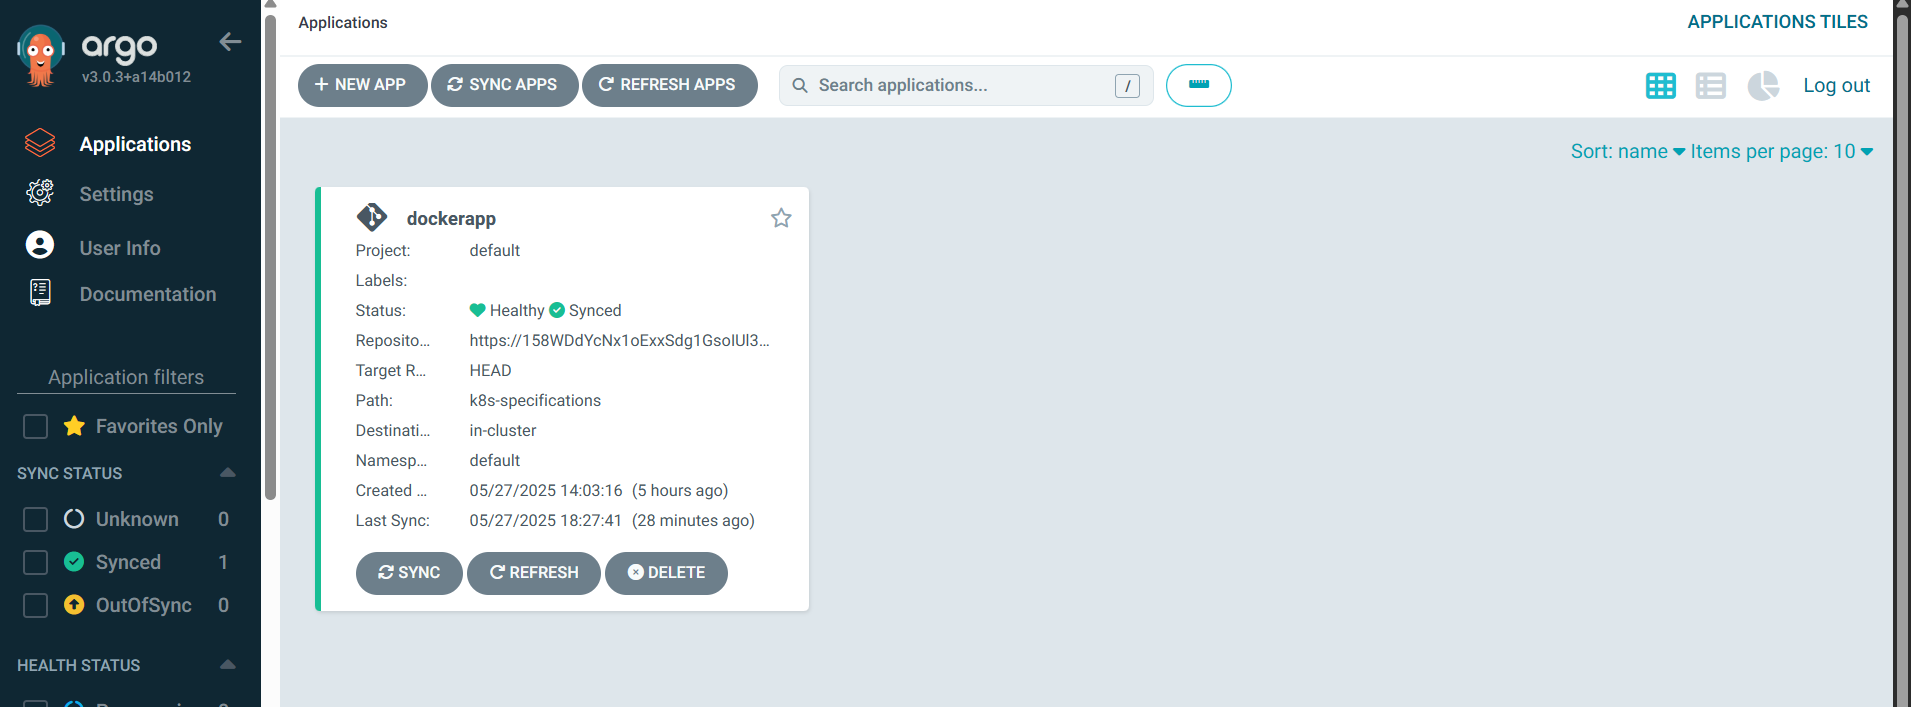 argo
v3.0.3+a14b012
Applications
Settings
User Info
Documentation
Application filters
Favorites Only
SYNC STATUS
Unknown 0
Synced 1
OutOfSync 0
HEALTH STATUS
Applications
APPLICATIONS TILES
NEW APP
SYNC APPS
REFRESH APPS
Search applications...
/
Log out
Sort: name
Items per page: 10
dockerapp
Project: default
Labels:
Status: Healthy Synced
Reposito... https://158WDdYcNx1oExxSdg1GsoIUl3...
Target R... HEAD
Path: k8s-specifications
Destinati... in-cluster
Namesp... default
Created ... 05/27/2025 14:03:16 (5 hours ago)
Last Sync: 05/27/2025 18:27:41 (28 minutes ago)
SYNC
REFRESH
DELETE